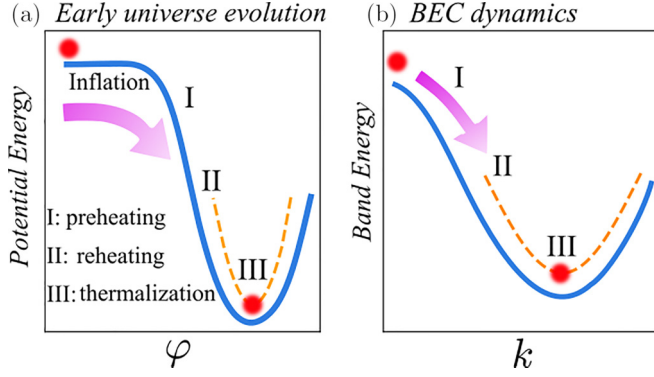 (a) Early universe evolution
Potential Energy
Inflation
I
II
III
I: preheating
II: reheating
III: thermalization
φ
(b) BEC dynamics
Band Energy
I
II
III
k